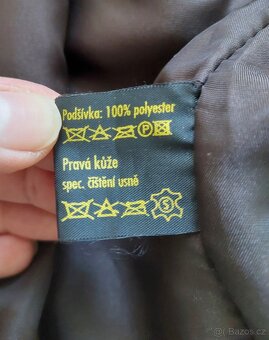 Podšívka: 100% polyester
P
Pravá kůže
spec. čištění usně
S
Bazos.cz